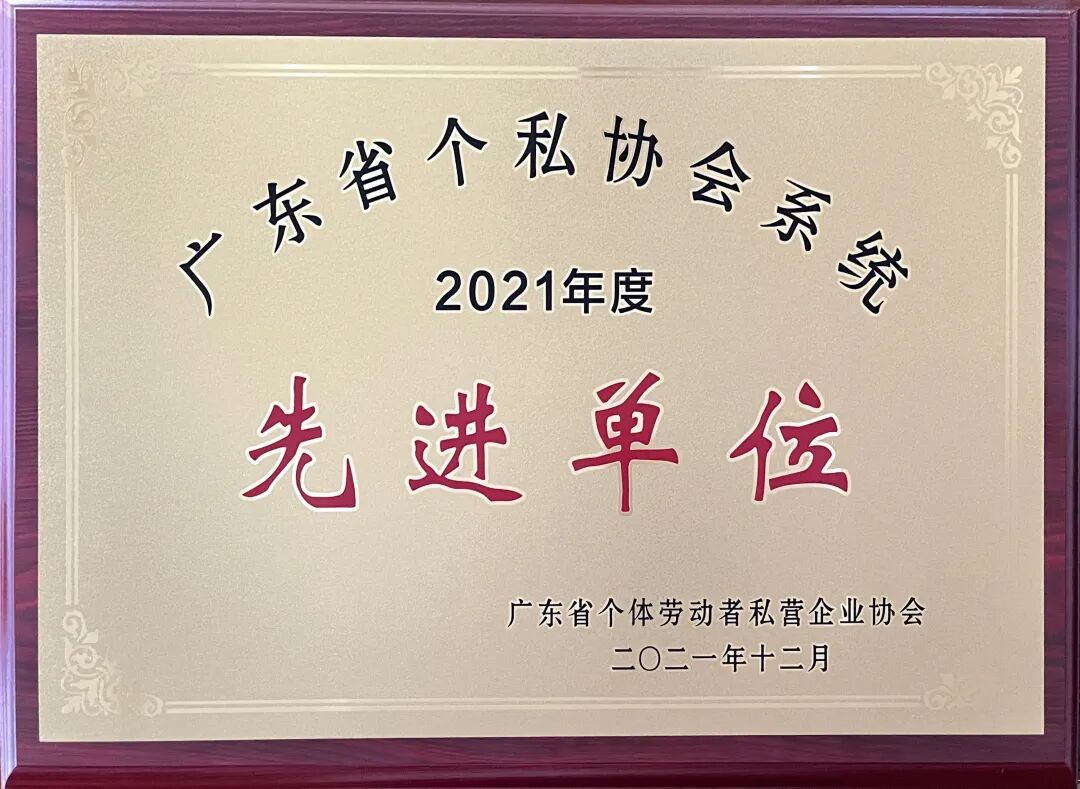 广东省个私协会系统
2021年度
先进单位
广东省个体劳动者私营企业协会
二〇二一年十二月